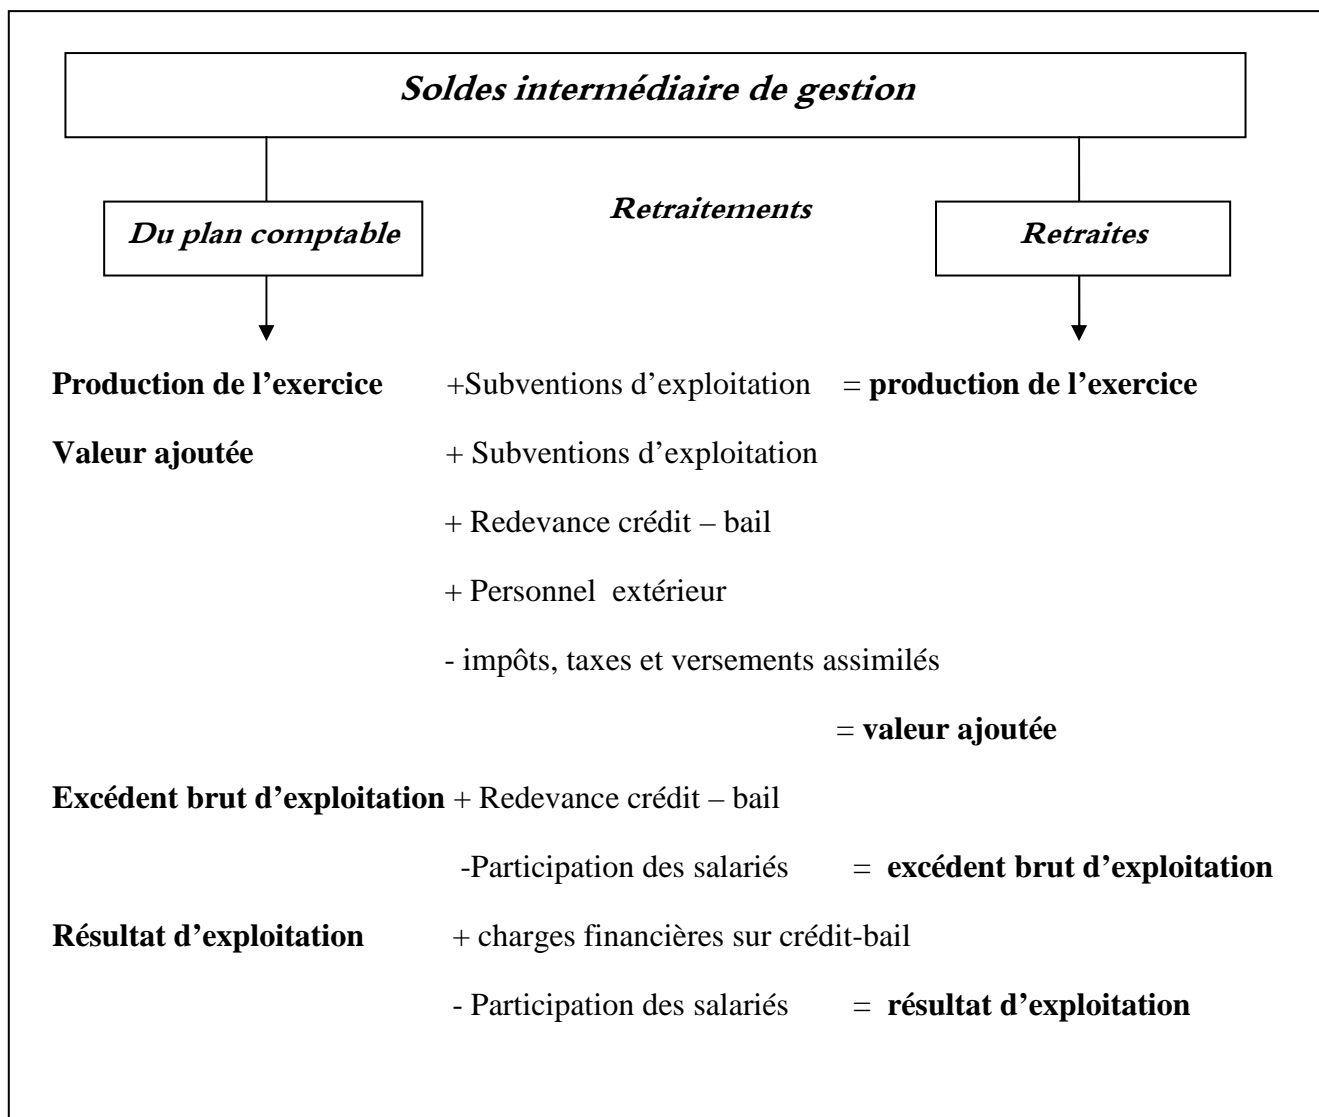 Soldes intermédiaire de gestion
Retraitements
Du plan comptable Retraites
Production de l’exercice +Subventions d’exploitation = production de l’exercice
Valeur ajoutée + Subventions d’exploitation
+ Redevance crédit – bail
+ Personnel extérieur
- impôts, taxes et versements assimilés
= valeur ajoutée
Excédent brut d’exploitation + Redevance crédit – bail
-Participation des salariés = excédent brut d’exploitation
Résultat d’exploitation + charges financières sur crédit-bail
- Participation des salariés = résultat d’exploitation